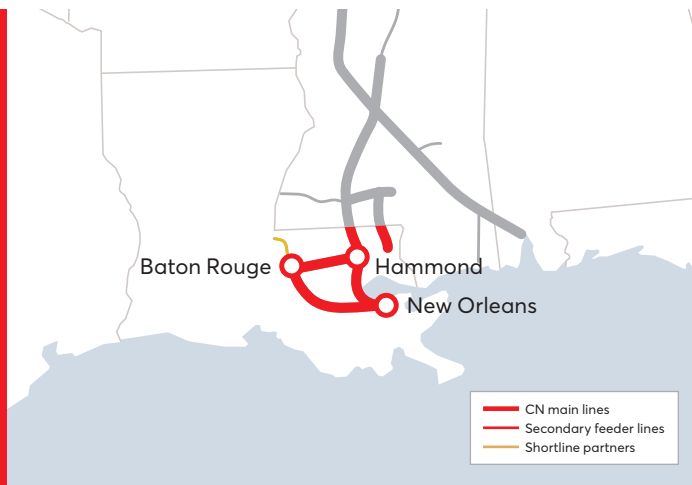 Baton Rouge
Hammond
New Orleans
CN main lines
Secondary feeder lines
Shortline partners